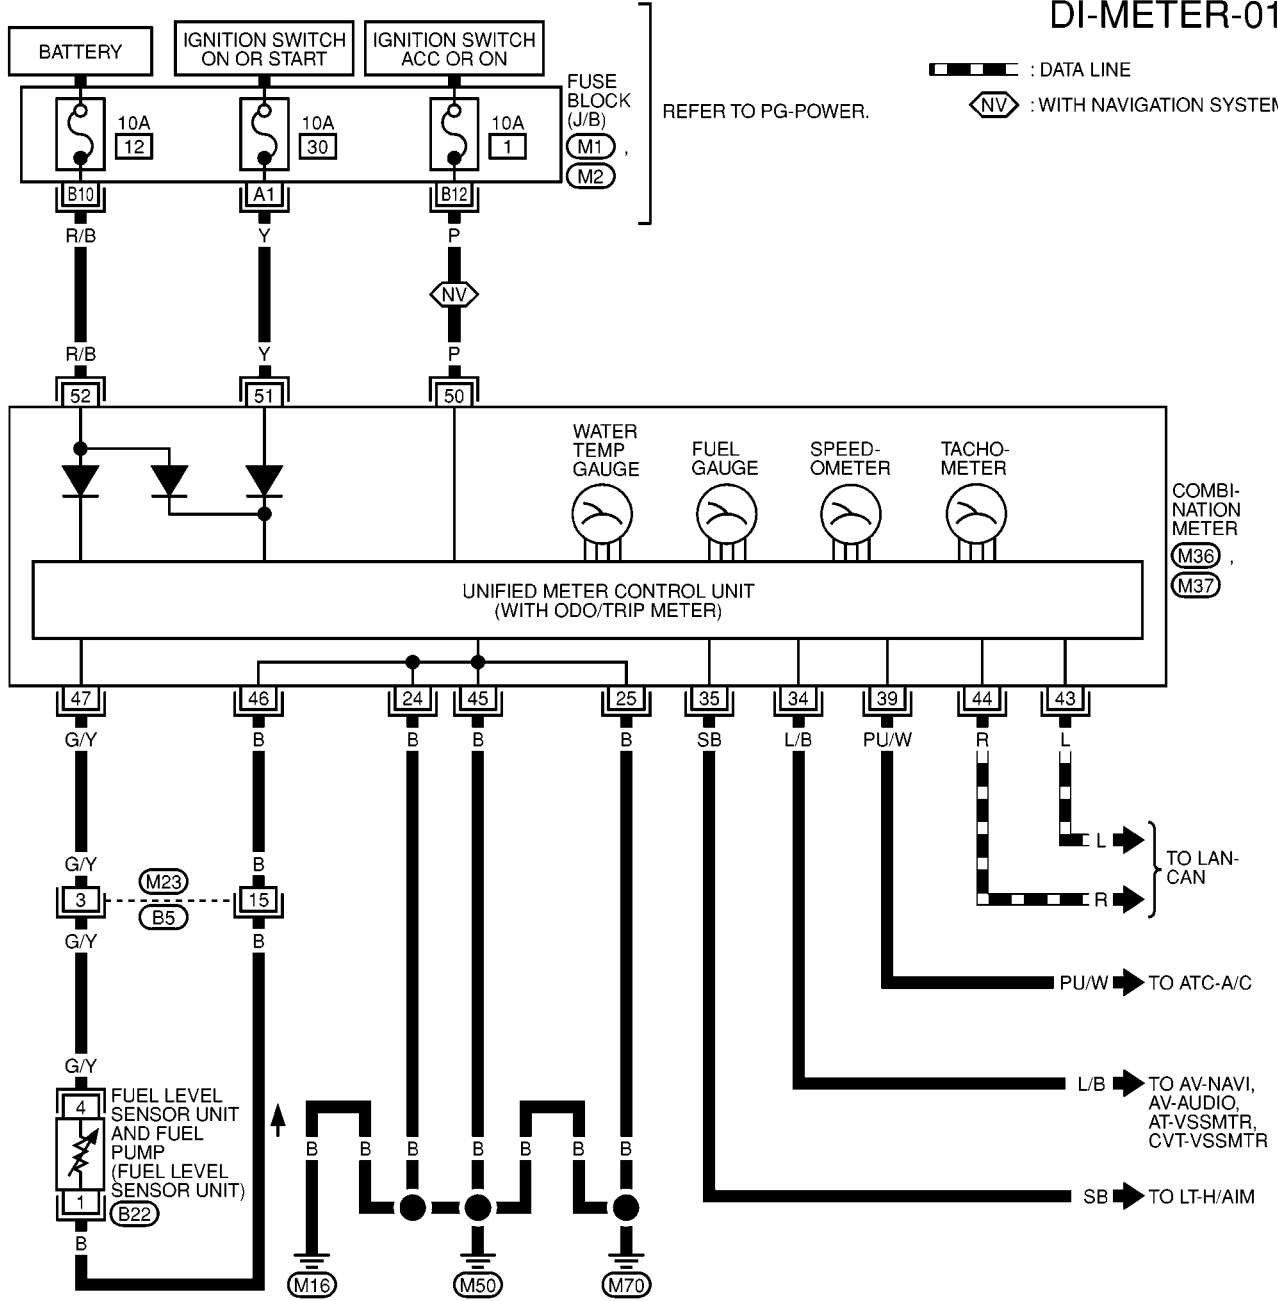 DI-METER-01
BATTERY
IGNITION SWITCH
ON OR START
IGNITION SWITCH
ACC OR ON
: DATA LINE
NV : WITH NAVIGATION SYSTEM
FUSE
BLOCK
(J/B)
M1 ,
M2
REFER TO PG-POWER.
10A
12
10A
30
10A
1
B10
A1
B12
R/B
Y
P
NV
R/B
Y
P
52
51
50
WATER
TEMP
GAUGE
FUEL
GAUGE
SPEED-
OMETER
TACHO-
METER
COMBI-
NATION
METER
M36 ,
M37
UNIFIED METER CONTROL UNIT
(WITH ODO/TRIP METER)
47
46
24
45
25
35
34
39
44
43
G/Y
B
B
B
B
SB
L/B
PU/W
R
L
L
R
TO LAN-
CAN
G/Y
B
3
M23
B5
15
G/Y
B
PU/W
TO ATC-A/C
G/Y
4
FUEL LEVEL
SENSOR UNIT
AND FUEL
PUMP
(FUEL LEVEL
SENSOR UNIT)
1
B22
B
L/B
TO AV-NAVI,
AV-AUDIO,
AT-VSSMTR,
CVT-VSSMTR
B
B
B
B
B
B
B
SB
TO LT-H/AIM
M16
M50
M70